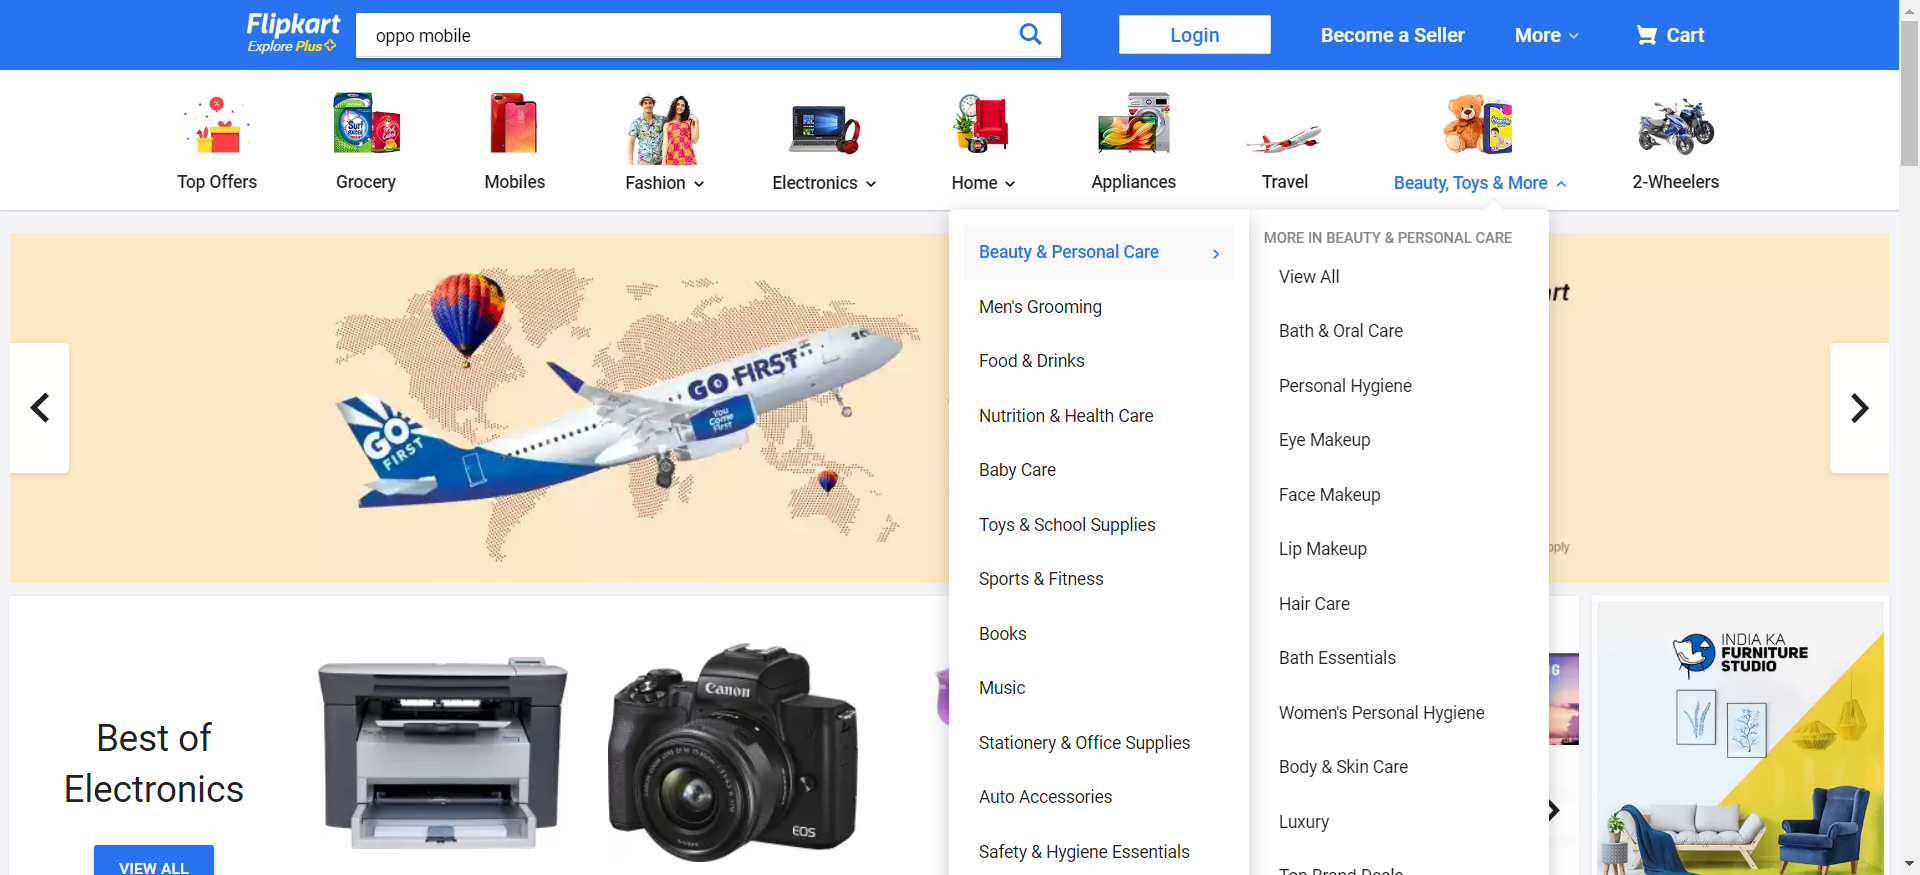 Flipkart
Explore Plus
oppo mobile
Login
Become a Seller
More
Cart
Top Offers
Grocery
Mobiles
Fashion
Electronics
Home
Appliances
Travel
Beauty, Toys & More
2-Wheelers
Beauty & Personal Care
Men's Grooming
Food & Drinks
Nutrition & Health Care
Baby Care
Toys & School Supplies
Sports & Fitness
Books
Music
Stationery & Office Supplies
Auto Accessories
Safety & Hygiene Essentials
MORE IN BEAUTY & PERSONAL CARE
View All
Bath & Oral Care
Personal Hygiene
Eye Makeup
Face Makeup
Lip Makeup
Hair Care
Bath Essentials
Women's Personal Hygiene
Body & Skin Care
Luxury
Top Brand Deals
GO FIRST
You
Come
First
GO
FIRST
Best of
Electronics
VIEW ALL
Canon
EOS
INDIA KA
FURNITURE
STUDIO